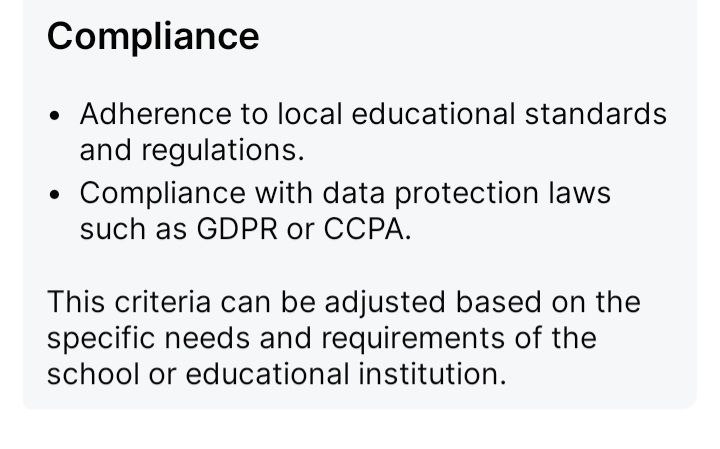 Compliance
• Adherence to local educational standards
and regulations.
• Compliance with data protection laws
such as GDPR or CCPA.
This criteria can be adjusted based on the
specific needs and requirements of the
school or educational institution.